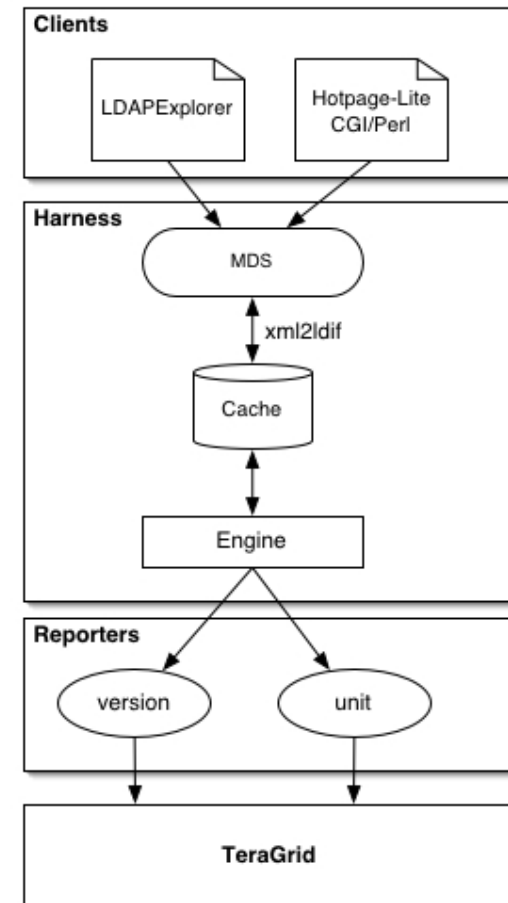 Clients
LDAPExplorer
Hotpage-Lite
CGI/Perl
Harness
MDS
xml2ldif
Cache
Engine
Reporters
version
unit
TeraGrid